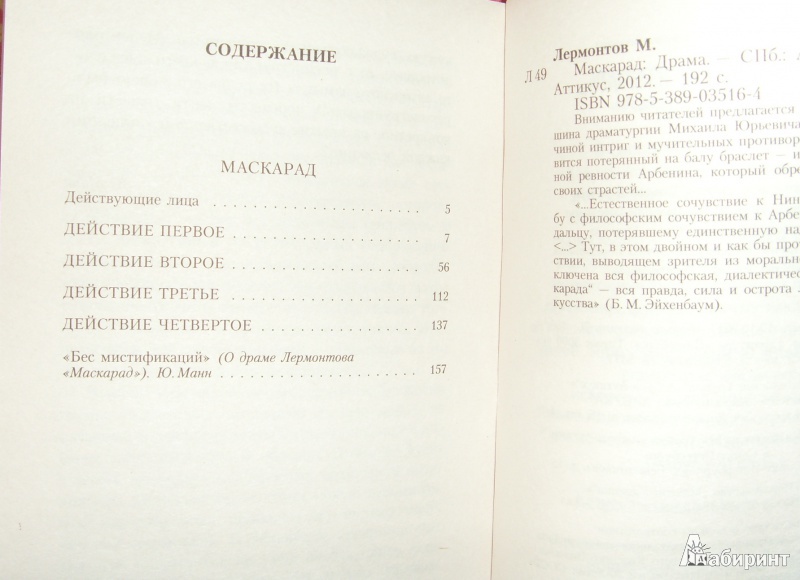 СОДЕРЖАНИЕ
МАСКАРАД
Действующие лица . . . . . . . . . . . . . . . . . . . 5
ДЕЙСТВИЕ ПЕРВОЕ . . . . . . . . . . . . . . . . . . 7
ДЕЙСТВИЕ ВТОРОЕ . . . . . . . . . . . . . . . . . . 56
ДЕЙСТВИЕ ТРЕТЬЕ . . . . . . . . . . . . . . . . . . 112
ДЕЙСТВИЕ ЧЕТВЕРТОЕ . . . . . . . . . . . . . . . 137
«Бес мистификаций» (О драме Лермонтова
«Маскарад»). Ю. Манн . . . . . . . . . . . . . . . . . . 157
Лермонтов М.
Л 49 Маскарад: Драма. — СПб.:
Аттикус, 2012. — 192 с.
ISBN 978-5-389-03516-4
Вниманию читателей предлагается
шина драматургии Михаила Юрьевича
чиной интриг и мучительных противор
вится потерянный на балу браслет — и
ной ревности Арбенина, который обре
своих страстей...
«...Естественное сочувствие к Нин
бу с философским сочувствием к Арбе
дальцу, потерявшему единственную на
<...> Тут, в этом двойном и как бы прот
ствии, выводящем зрителя из морально
ключена вся философская, диалектичес
карада“ — вся правда, сила и острота
кусства» (Б. М. Эйхенбаум).
Лабиринт